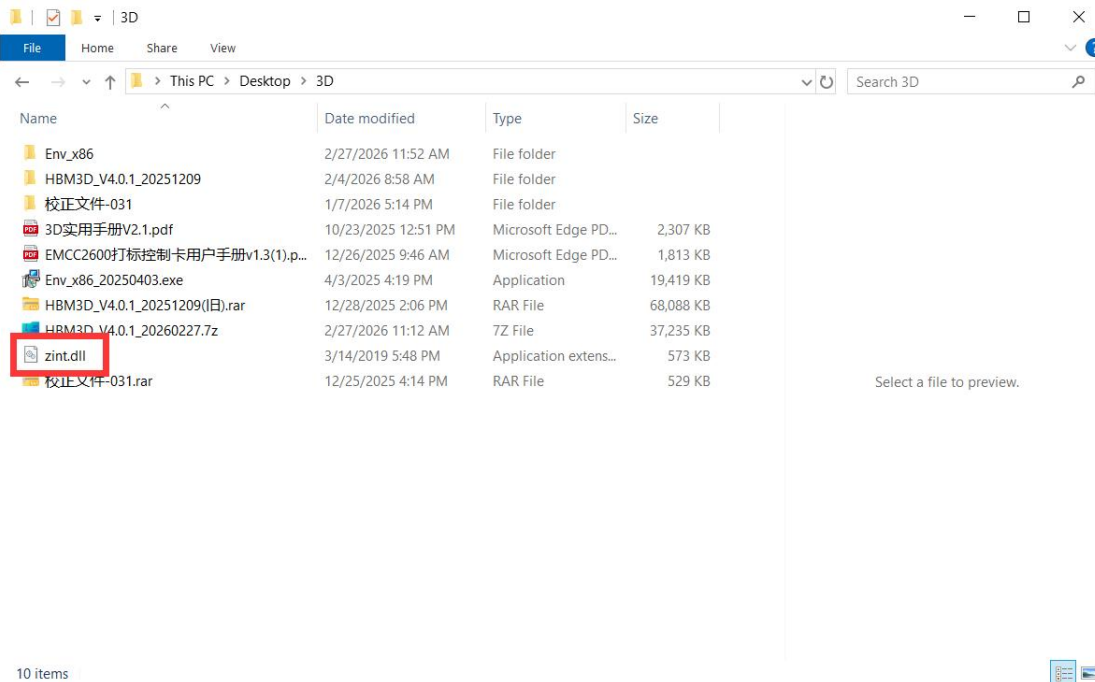 3D
File Home Share View
This PC Desktop 3D Search 3D
Name Date modified Type Size
Env_x86 2/27/2026 11:52 AM File folder
HBM3D_V4.0.1_20251209 2/4/2026 8:58 AM File folder
校正文件-031 1/7/2026 5:14 PM File folder
PDF 3D实用手册V2.1.pdf 10/23/2025 12:51 PM Microsoft Edge PD... 2,307 KB
PDF EMCC2600打标控制卡用户手册v1.3(1).p... 12/26/2025 9:46 AM Microsoft Edge PD... 1,813 KB
Env_x86_20250403.exe 4/3/2025 4:19 PM Application 19,419 KB
HBM3D_V4.0.1_20251209(旧).rar 12/28/2025 2:06 PM RAR File 68,088 KB
HBM3D_V4.0.1_20260227.7z 2/27/2026 11:12 AM 7Z File 37,235 KB
zint.dll 3/14/2019 5:48 PM Application extens... 573 KB
校正文件-031.rar 12/25/2025 4:14 PM RAR File 529 KB
Select a file to preview.
10 items